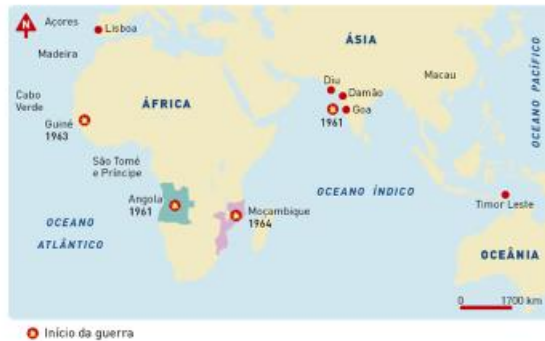 N
Açores
Lisboa
Madeira
Cabo
Verde
Guiné
1963
ÁFRICA
São Tomé
e Príncipe
Angola
1961
Moçambique
1964
OCEANO
ATLÂNTICO
ÁSIA
Diu
Damão
Goa
1961
Macau
OCEANO PACÍFICO
OCEANO ÍNDICO
Timor Leste
OCEÂNIA
0 1700 km
Início da guerra